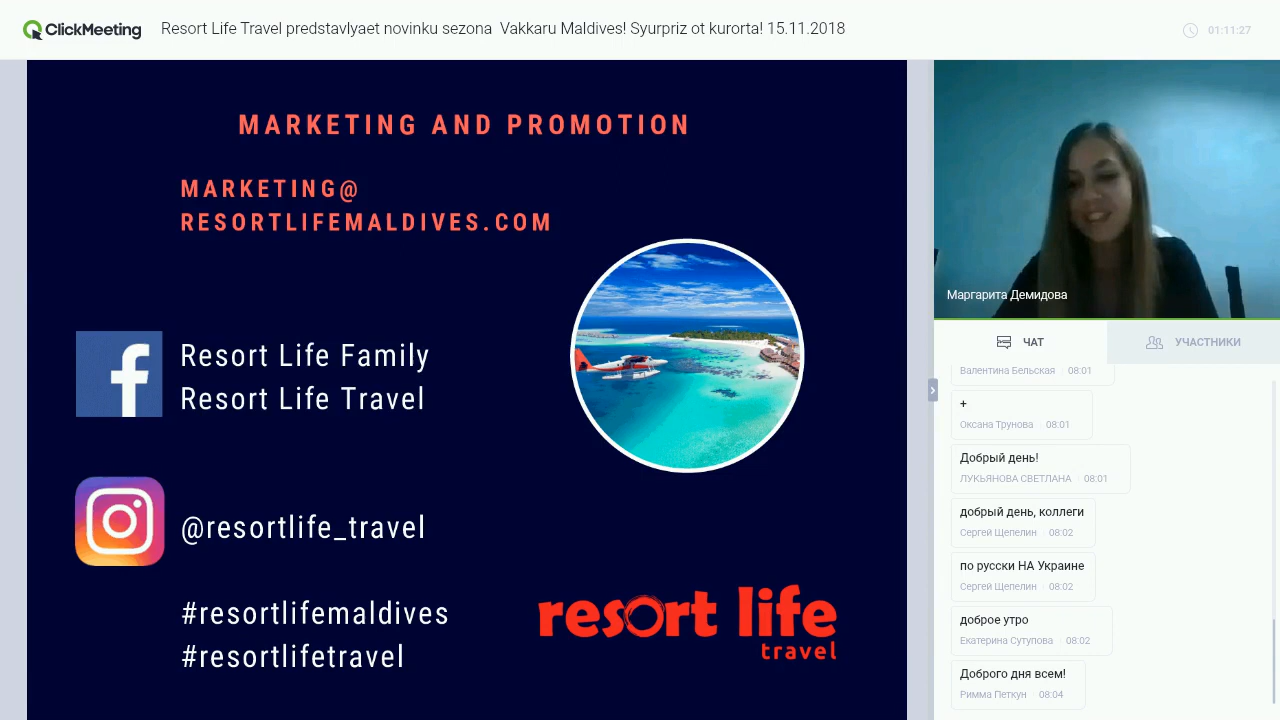 ClickMeeting
Resort Life Travel predstavlyaet novinku sezona Vakkaru Maldives! Syurpriz ot kurorta! 15.11.2018
01:11:27
MARKETING AND PROMOTION
MARKETING@
RESORTLIFEMALDIVES.COM
Resort Life Family
Resort Life Travel
@resortlife_travel
#resortlifemaldives
#resortlifetravel
resort life
travel
Маргарита Демидова
ЧАТ
УЧАСТНИКИ
Валентина Бельская 08:01
+
Оксана Трунова 08:01
Добрый день!
ЛУКЬЯНОВА СВЕТЛАНА 08:01
добрый день, коллеги
Сергей Щепелин 08:02
по русски НА Украине
Сергей Щепелин 08:02
доброе утро
Екатерина Сутупова 08:02
Доброго дня всем!
Римма Петкун 08:04